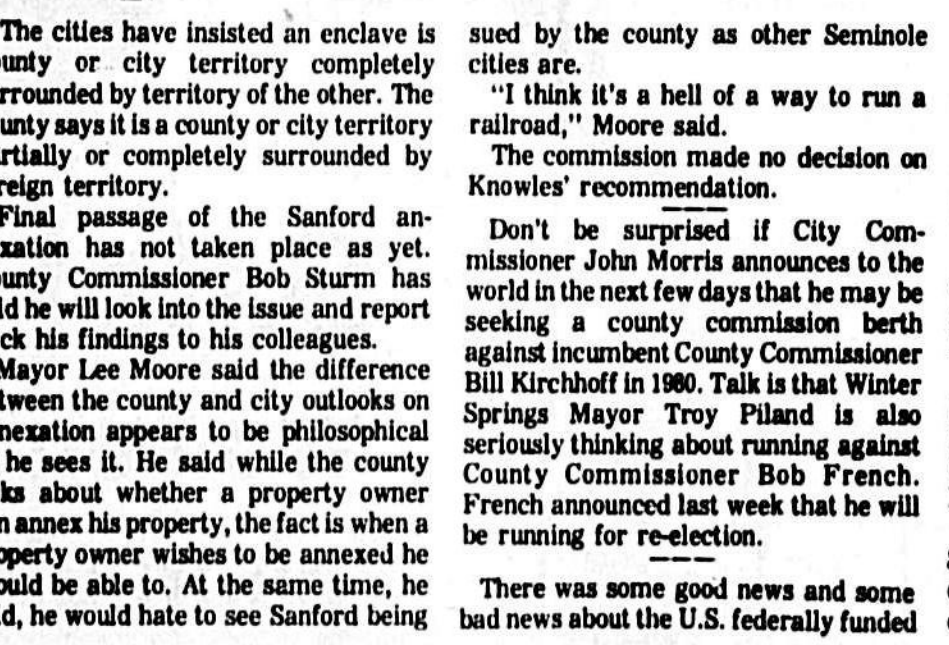 The cities have insisted an enclave is
ounty or city territory completely
rrounded by territory of the other. The
unty says it is a county or city territory
rtially or completely surrounded by
reign territory.
Final passage of the Sanford an-
xation has not taken place as yet.
ounty Commissioner Bob Sturm has
id he will look into the issue and report
ck his findings to his colleagues.
Mayor Lee Moore said the difference
tween the county and city outlooks on
nexation appears to be philosophical
he sees it. He said while the county
ks about whether a property owner
n annex his property, the fact is when a
operty owner wishes to be annexed he
ould be able to. At the same time, he
id, he would hate to see Sanford being
sued by the county as other Seminole
cities are.
"I think it's a hell of a way to run a
railroad," Moore said.
The commission made no decision on
Knowles' recommendation.
Don't be surprised if City Com-
missioner John Morris announces to the
world in the next few days that he may be
seeking a county commission berth
against incumbent County Commissioner
Bill Kirchhoff in 1980. Talk is that Winter
Springs Mayor Troy Piland is also
seriously thinking about running against
County Commissioner Bob French.
French announced last week that he will
be running for re-election.
There was some good news and some
bad news about the U.S. federally funded